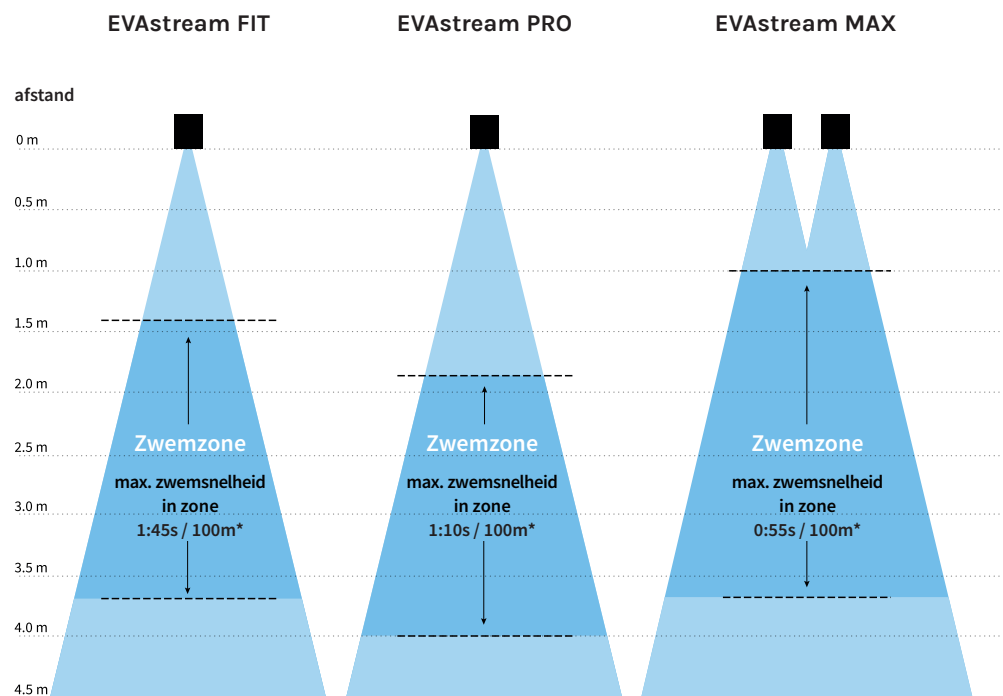 EVAstream FIT
EVAstream PRO
EVAstream MAX
afstand
0 m
0.5 m
1.0 m
1.5 m
2.0 m
2.5 m
3.0 m
3.5 m
4.0 m
4.5 m
Zwemzone
max. zwemsnelheid
in zone
1:45s / 100m*
Zwemzone
max. zwemsnelheid
in zone
1:10s / 100m*
Zwemzone
max. zwemsnelheid
in zone
0:55s / 100m*